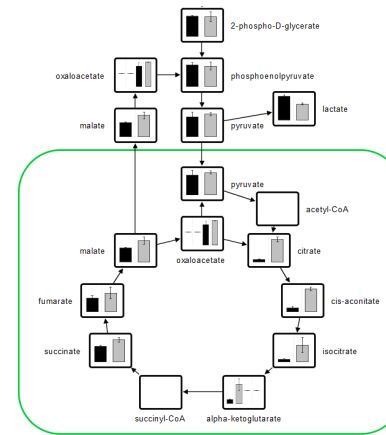 2-phospho-D-glycerate
oxaloacetate
phosphoenolpyruvate
lactate
malate
pyruvate
pyruvate
acetyl-CoA
malate
oxaloacetate
citrate
fumarate
cis-aconitate
succinate
isocitrate
succinyl-CoA
alpha-ketoglutarate